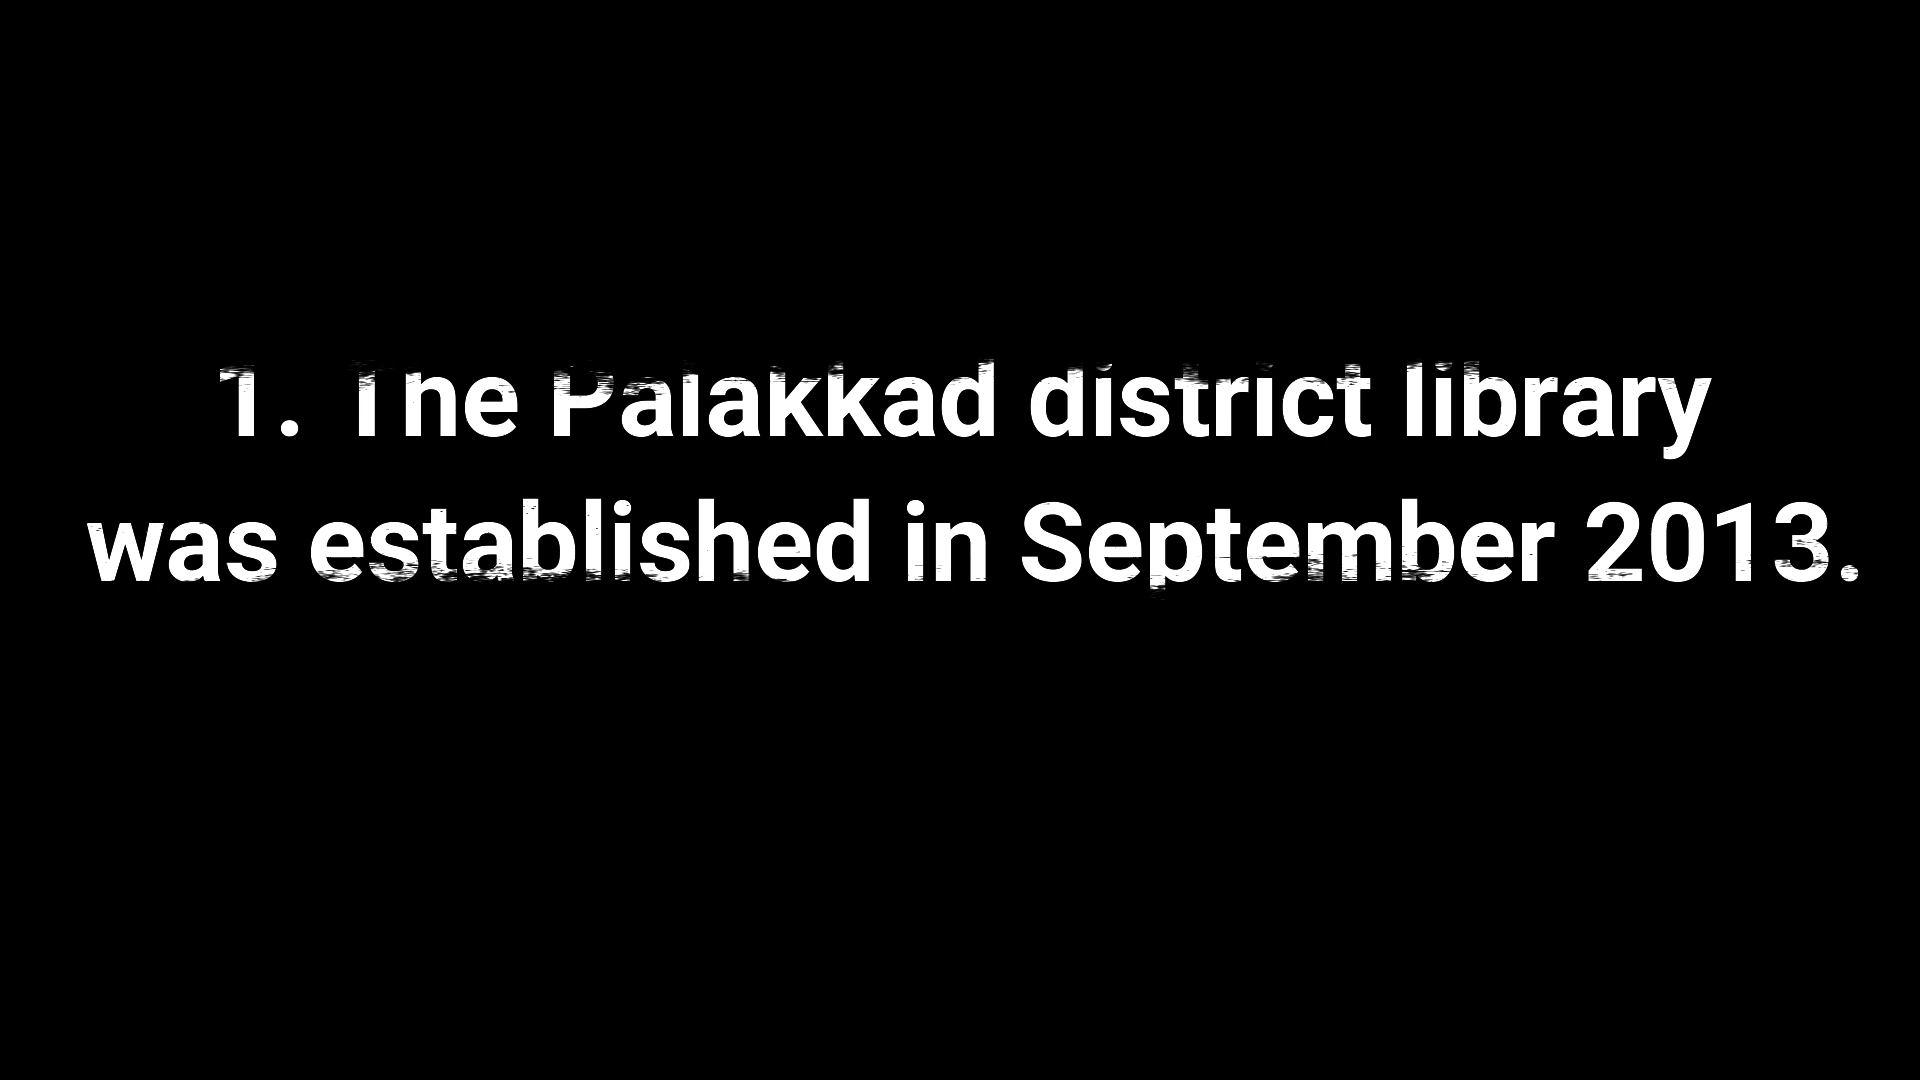 1. The Palakkad district library
was established in September 2013.